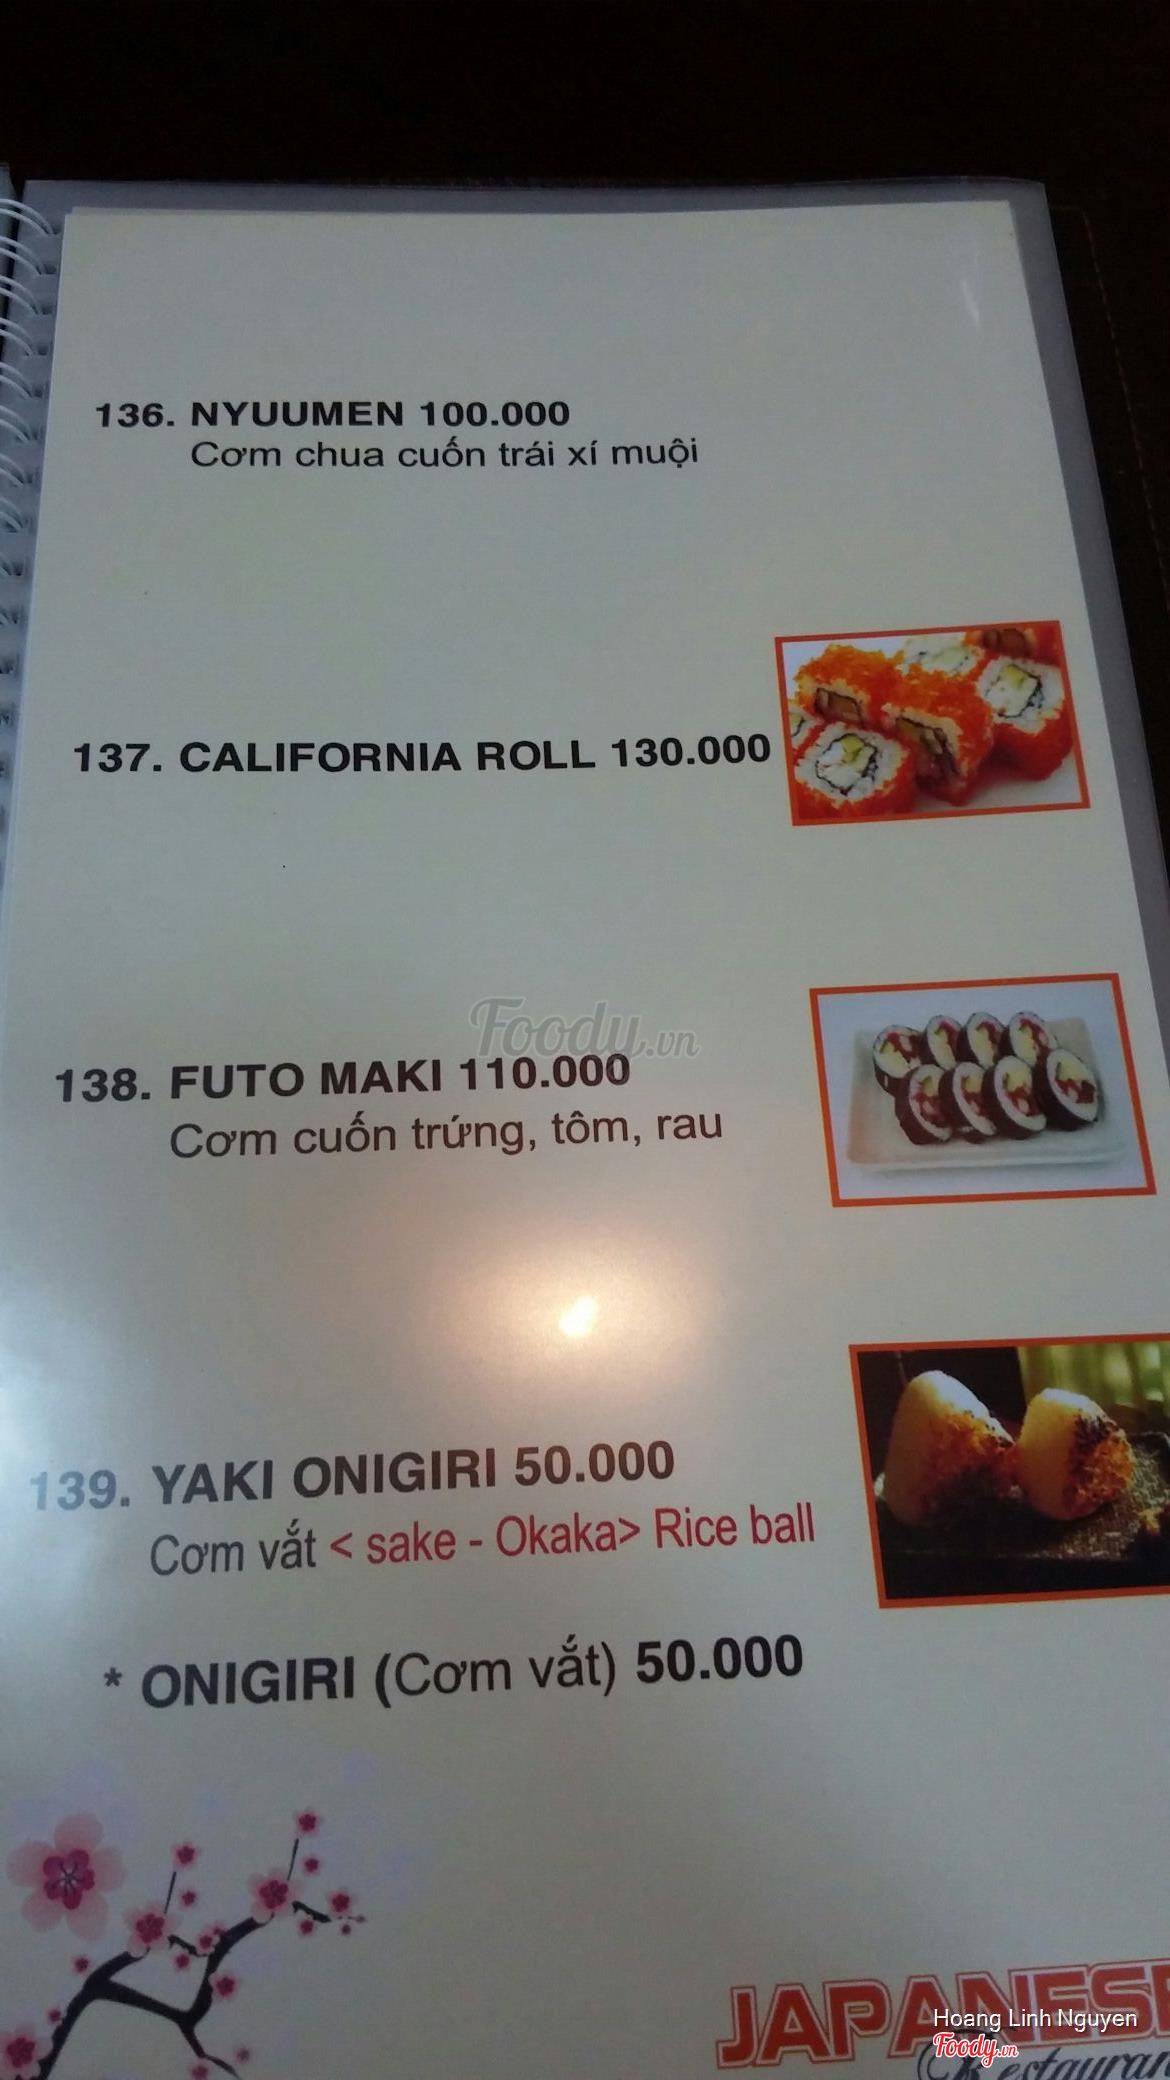 136. NYUUMEN 100.000
Cơm chua cuốn trái xí muội
137. CALIFORNIA ROLL 130.000
Foody.vn
138. FUTO MAKI 110.000
Cơm cuốn trứng, tôm, rau
139. YAKI ONIGIRI 50.000
Cơm vắt < sake - Okaka> Rice ball
* ONIGIRI (Cơm vắt) 50.000
JAPANESE
Hoang Linh Nguyen
Foody.vn
Restauran